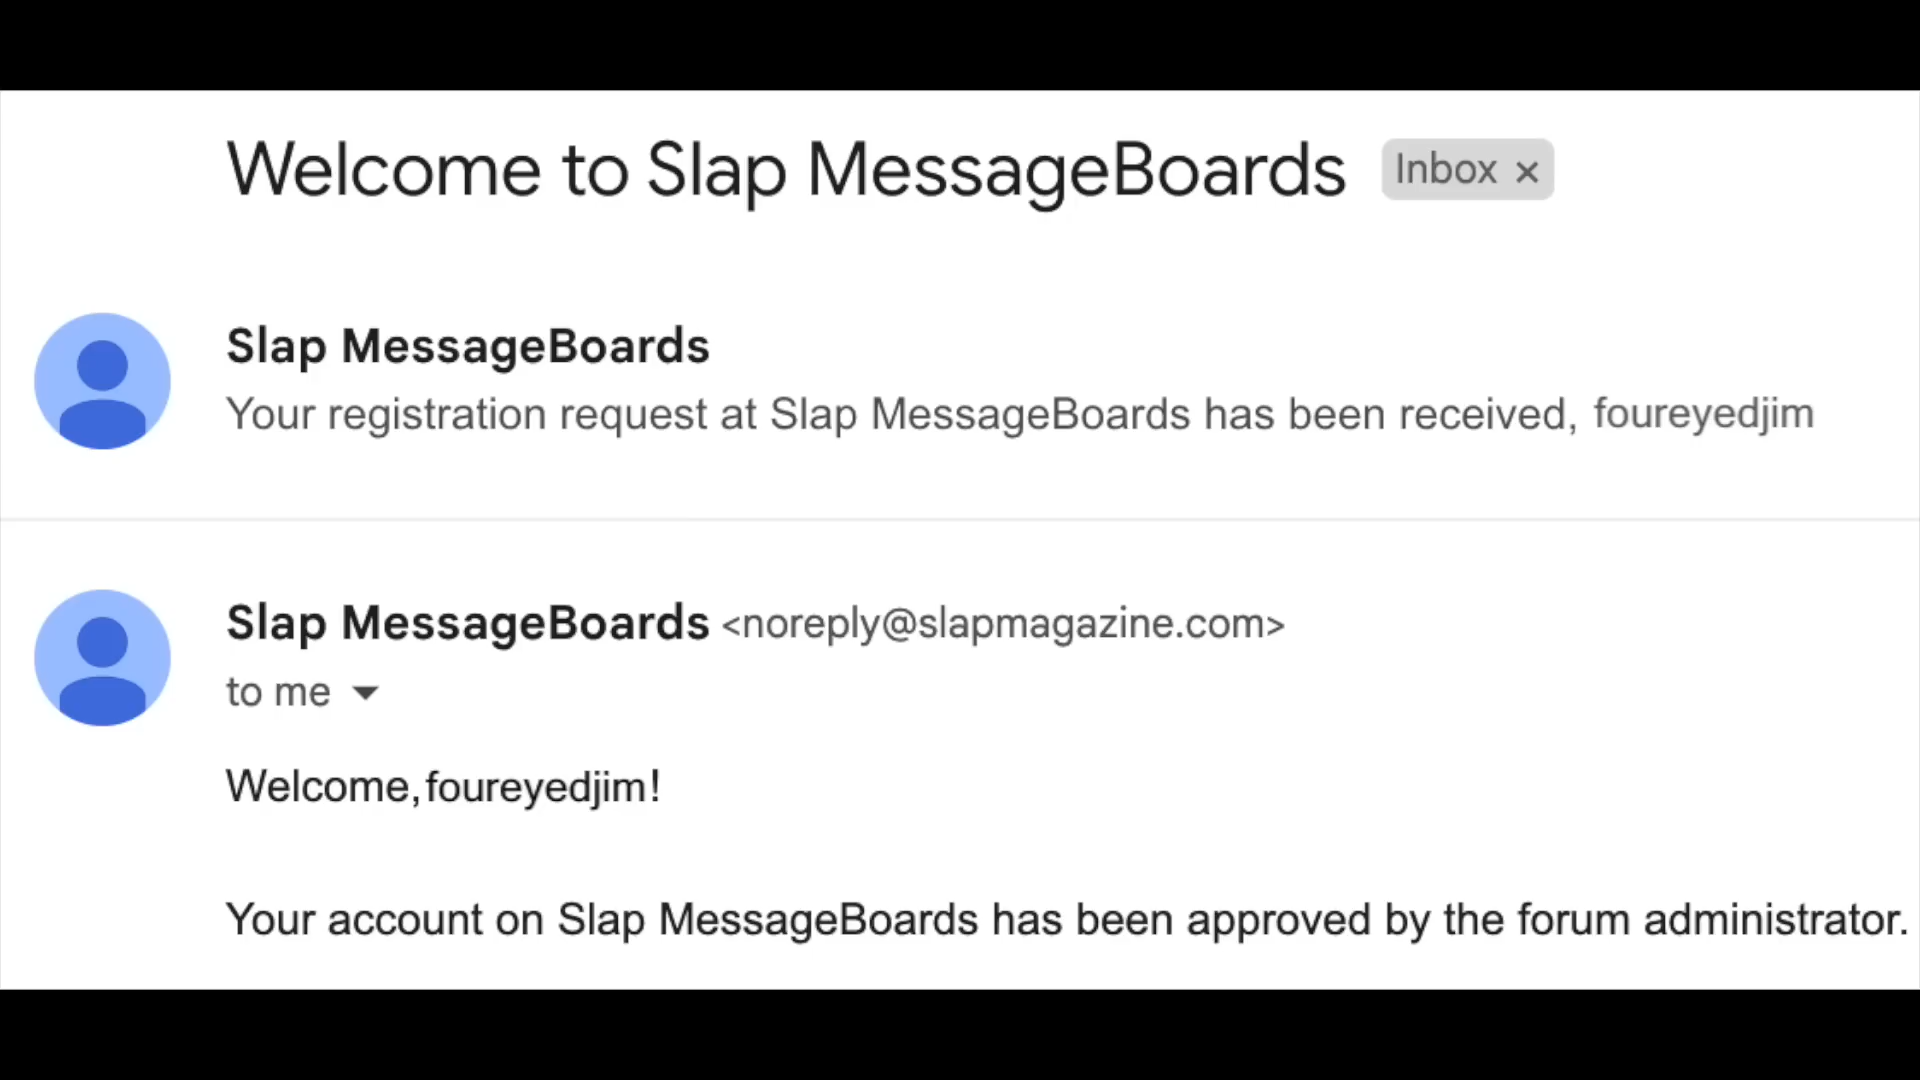 Welcome to Slap MessageBoards Inbox ×
Slap MessageBoards
Your registration request at Slap MessageBoards has been received, foureyedjim
Slap MessageBoards <noreply@slapmagazine.com>
to me
Welcome, foureyedjim!
Your account on Slap MessageBoards has been approved by the forum administrator.